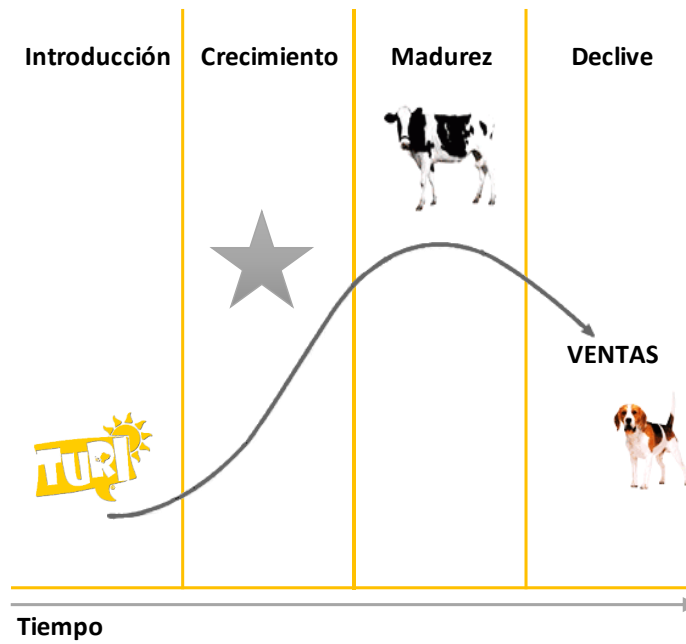 Introducción
Crecimiento
Madurez
Declive
VENTAS
TURI
Tiempo